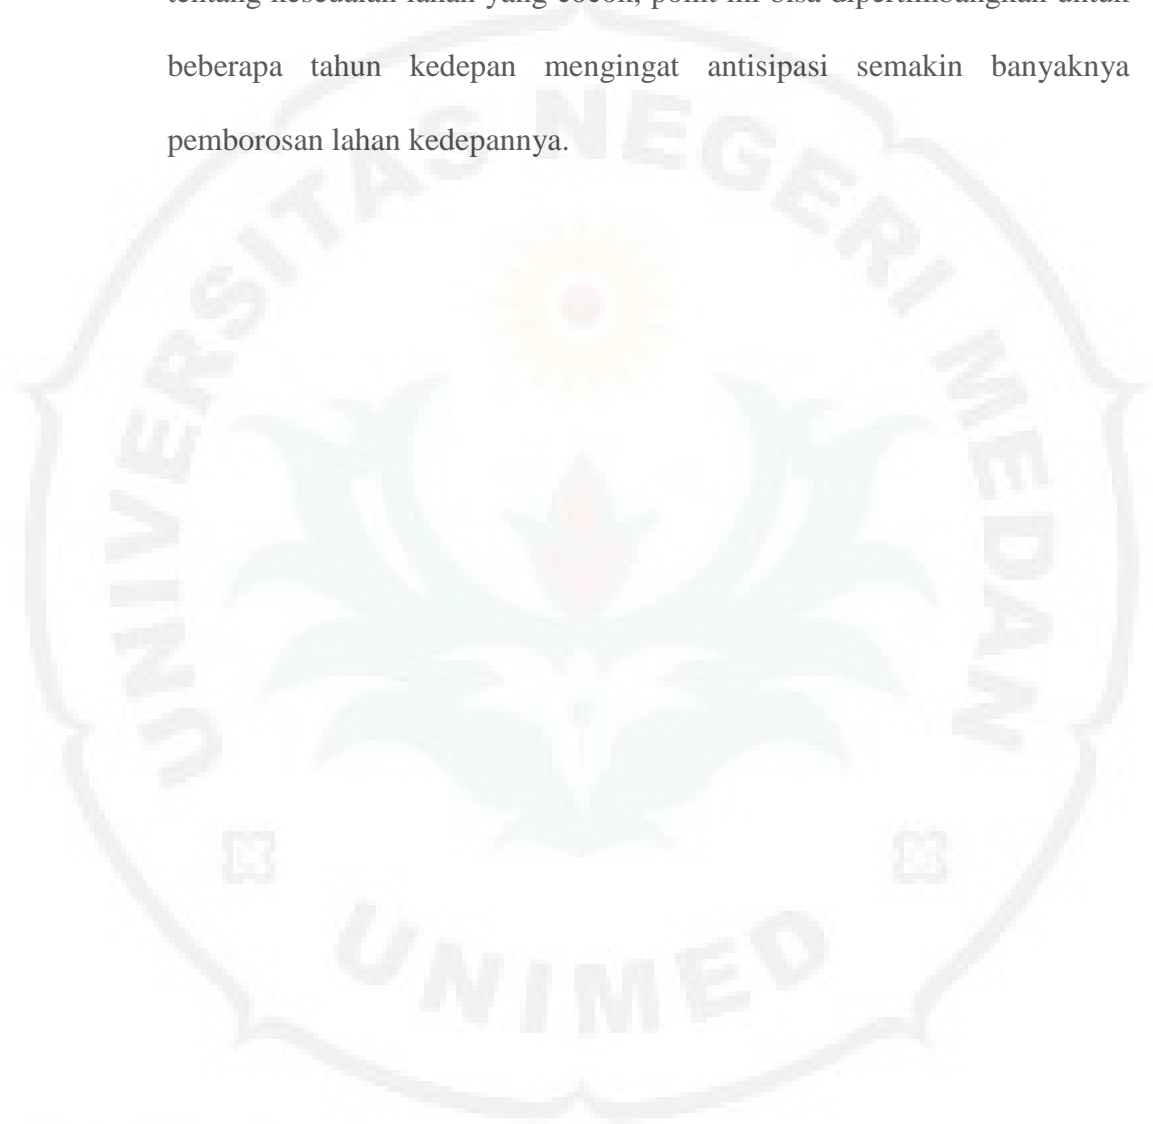 tentang kesesuaian lahan yang cocok, point ini bisa dipertimbangkan untuk
beberapa tahun kedepan mengingat antisipasi semakin banyaknya
pemborosan lahan kedepannya.
UNIVERSITAS NEGERI MEDAN
UNIMED